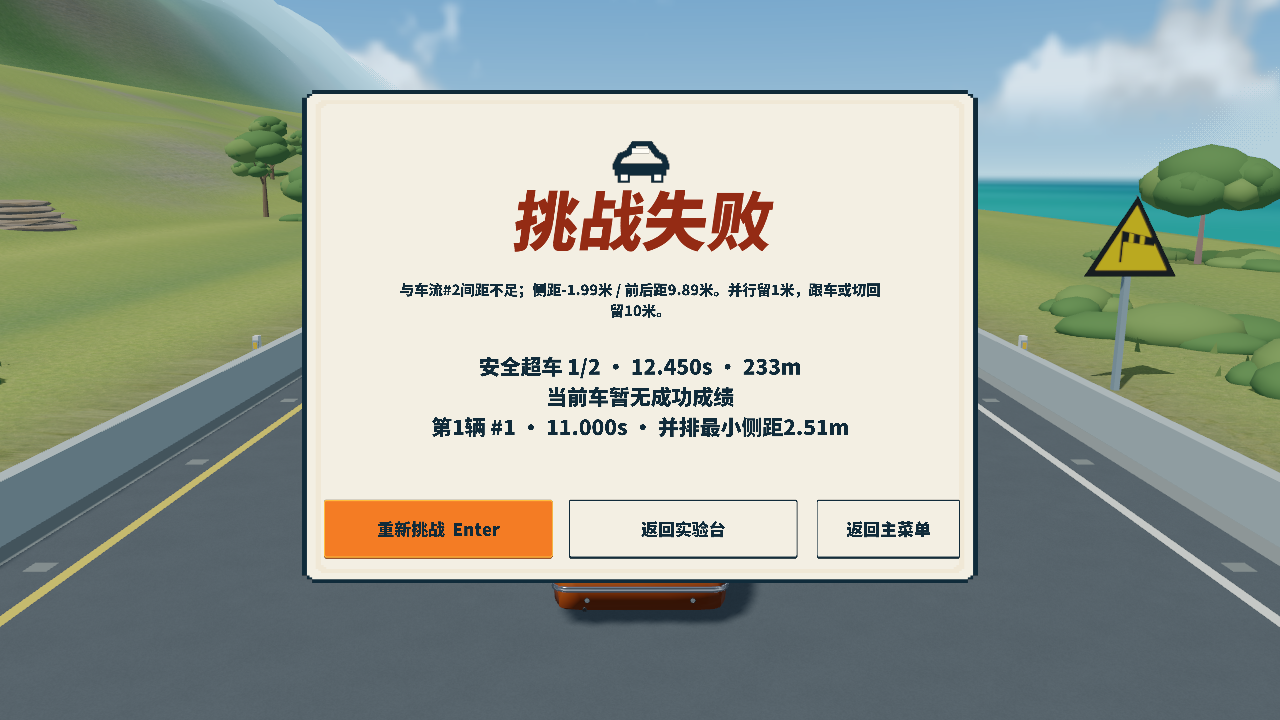 挑战失败
与车流#2间距不足；侧距-1.99米 / 前后距9.89米。并行留1米，跟车或切回
留10米。
安全超车 1/2 · 12.450s · 233m
当前车暂无成功成绩
第1辆 #1 · 11.000s · 并排最小侧距2.51m
重新挑战 Enter
返回实验台
返回主菜单